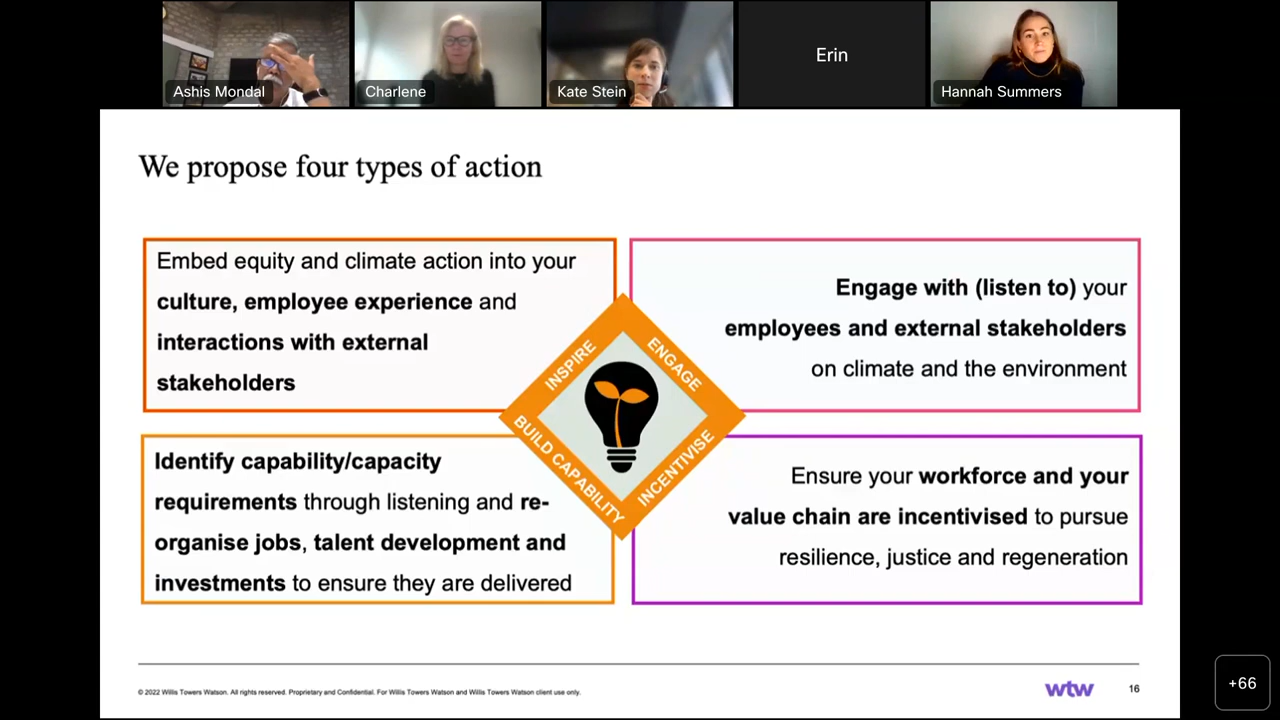 Ashis Mondal
Charlene
Kate Stein
Erin
Hannah Summers
We propose four types of action
Embed equity and climate action into your
culture, employee experience and
interactions with external
stakeholders
Engage with (listen to) your
employees and external stakeholders
on climate and the environment
INSPIRE
ENGAGE
BUILD CAPABILITY
INCENTIVISE
Identify capability/capacity
requirements through listening and re-
organise jobs, talent development and
investments to ensure they are delivered
Ensure your workforce and your
value chain are incentivised to pursue
resilience, justice and regeneration
© 2022 Willis Towers Watson. All rights reserved. Proprietary and Confidential. For Willis Towers Watson and Willis Towers Watson client use only.
wtw
16
+66